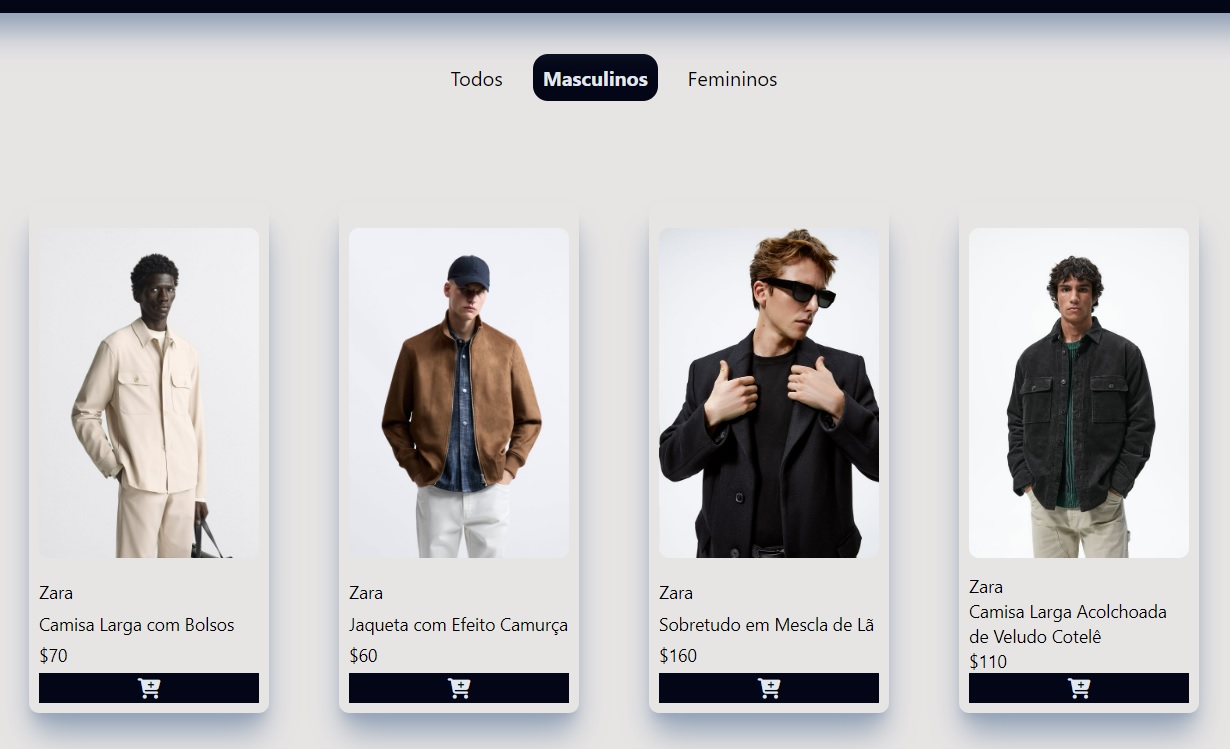 Todos
Masculinos
Femininos
Zara
Camisa Larga com Bolsos
$70
Zara
Jaqueta com Efeito Camurça
$60
Zara
Sobretudo em Mescla de Lã
$160
Zara
Camisa Larga Acolchoada
de Veludo Cotelê
$110